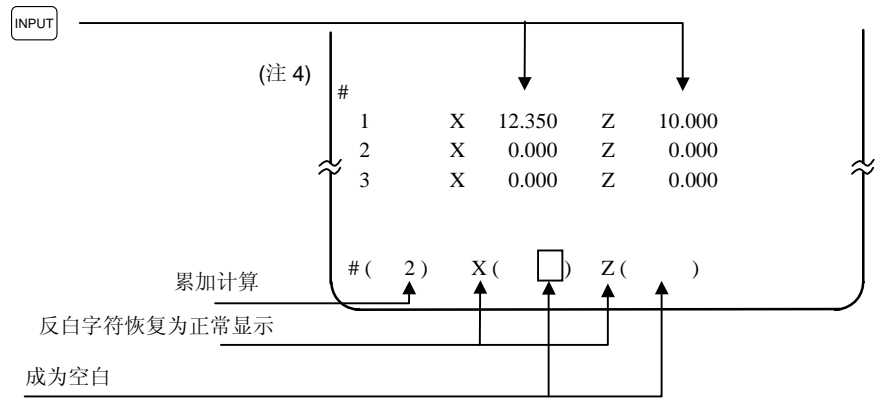 INPUT
(注 4)
#
1 X 12.350 Z 10.000
2 X 0.000 Z 0.000
3 X 0.000 Z 0.000
# ( 2 ) X ( ) Z ( )
累加计算
反白字符恢复为正常显示
成为空白